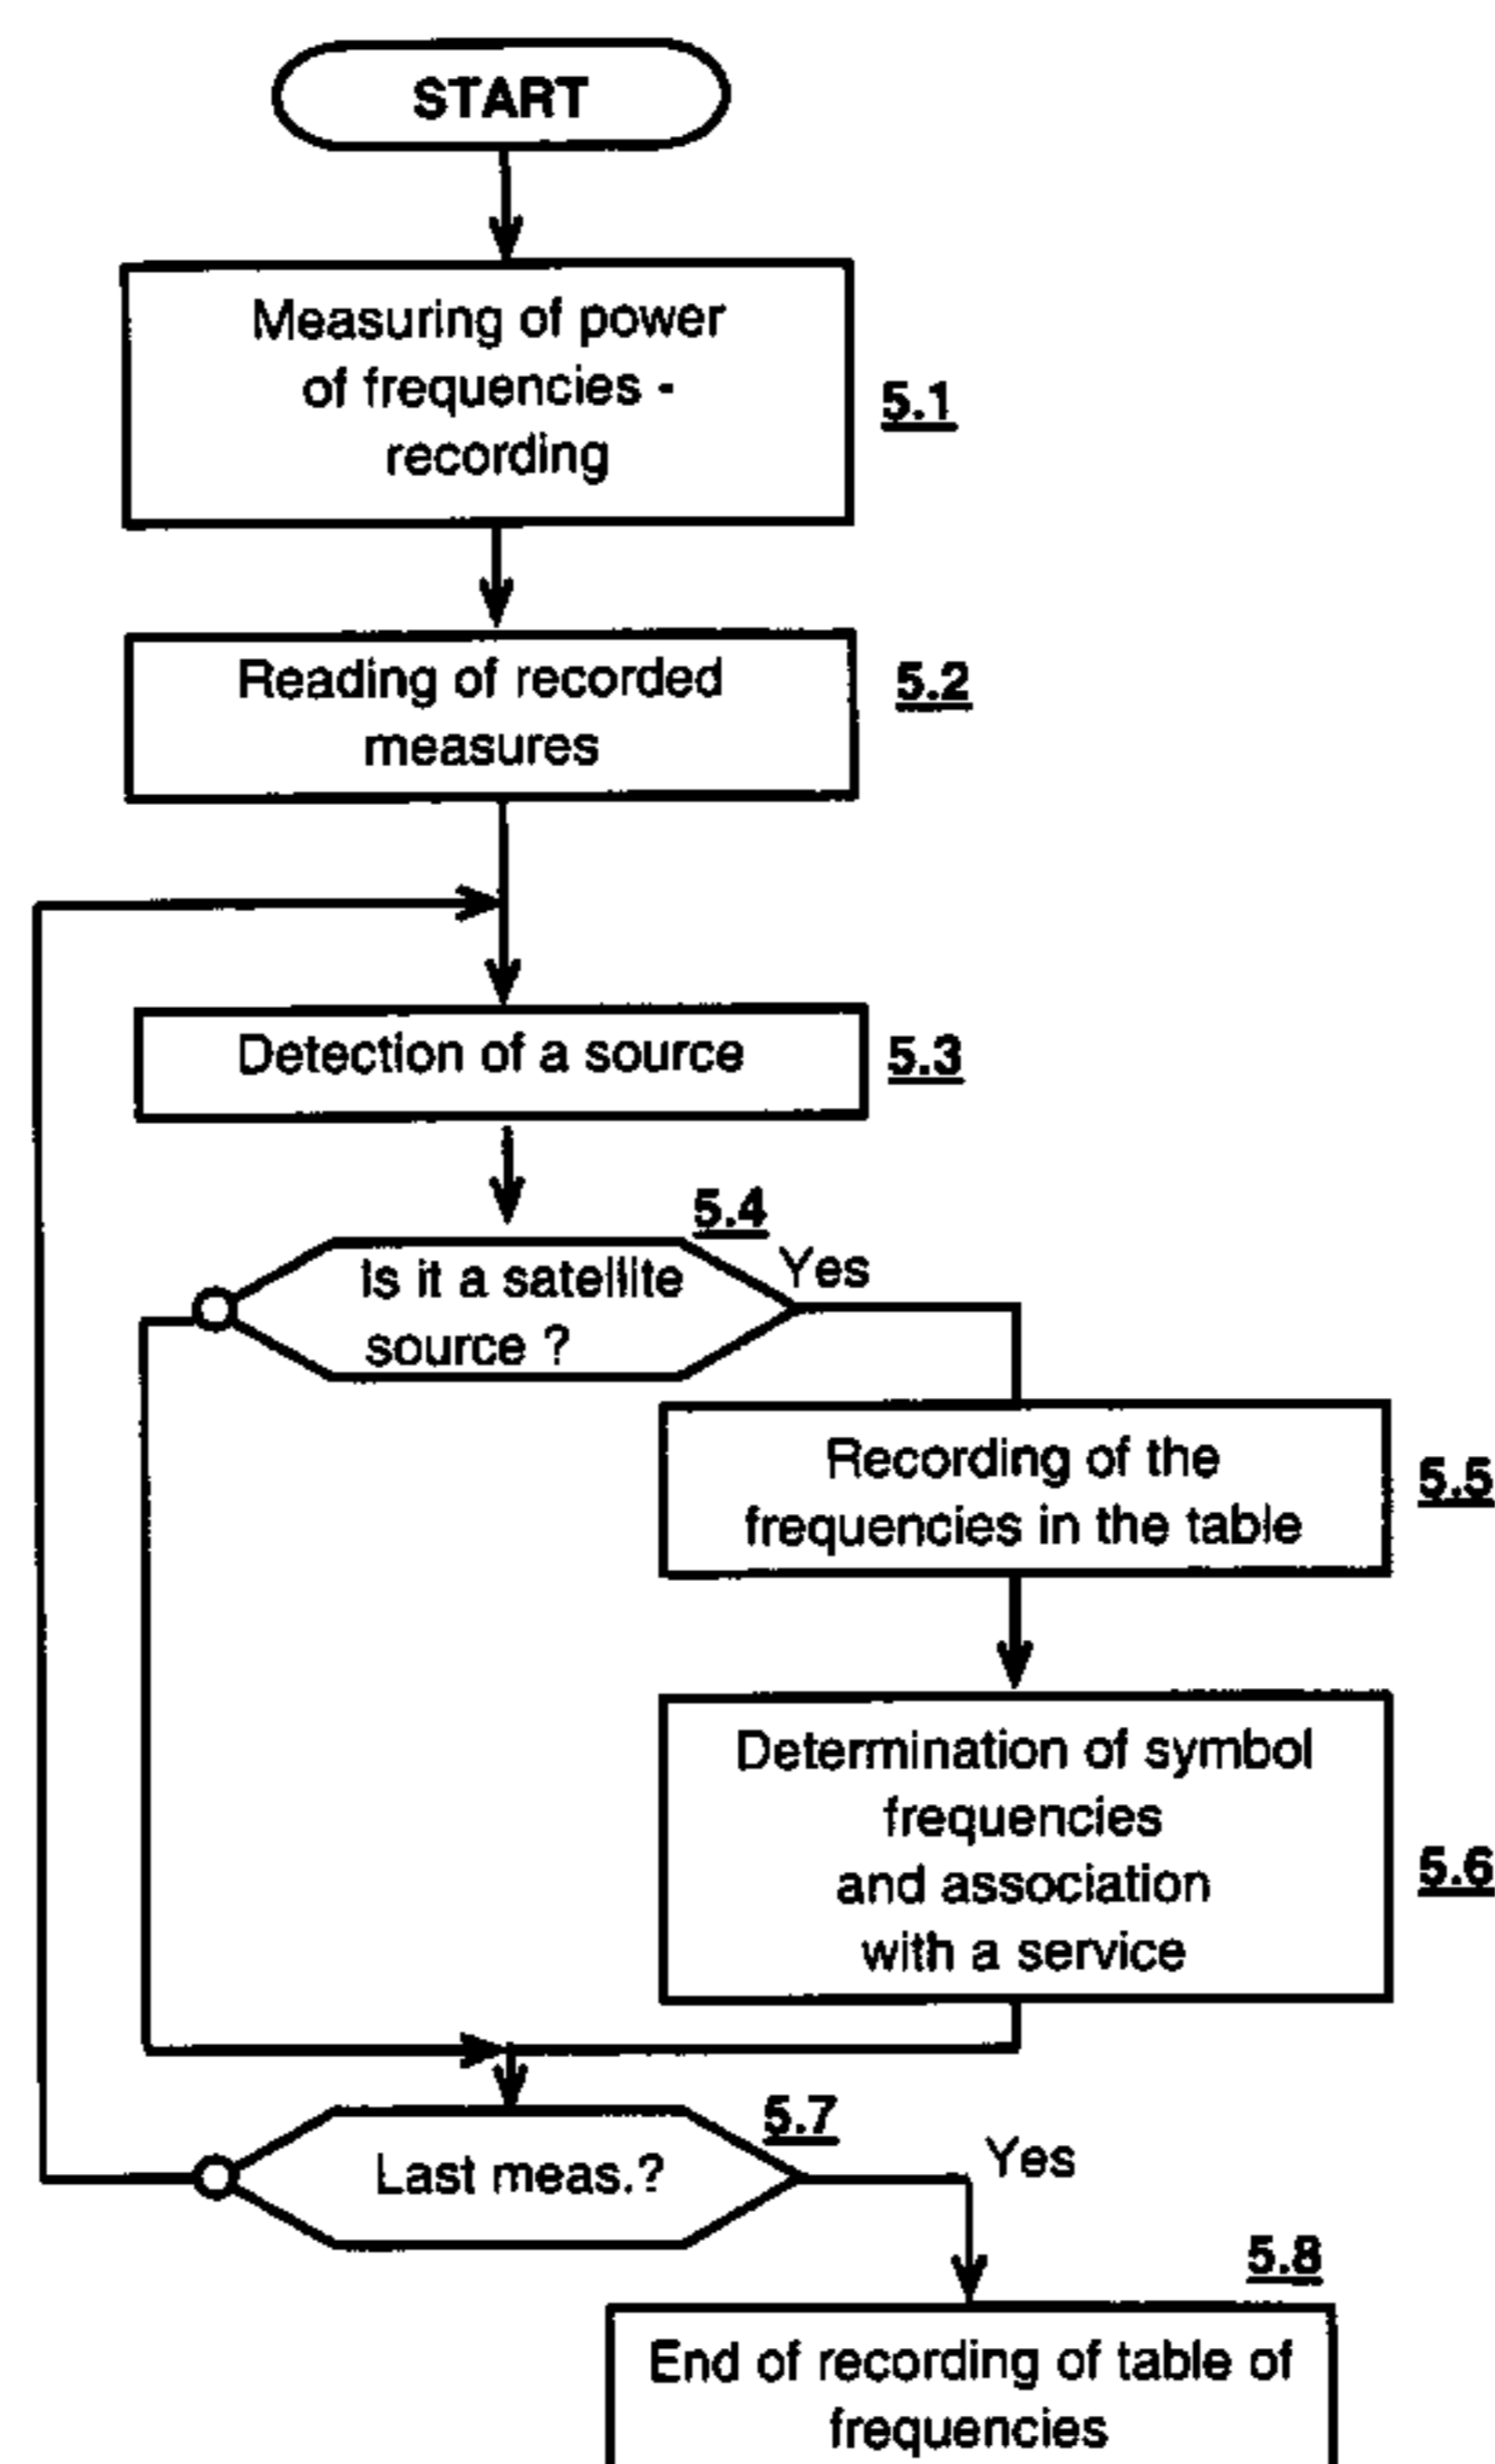 START
Measuring of power
of frequencies -
recording
5.1
Reading of recorded
measures
5.2
Detection of a source
5.3
5.4
Is it a satellite
source ?
Yes
Recording of the
frequencies in the table
5.5
Determination of symbol
frequencies
and association
with a service
5.6
5.7
Last meas.?
Yes
5.8
End of recording of table of
frequencies